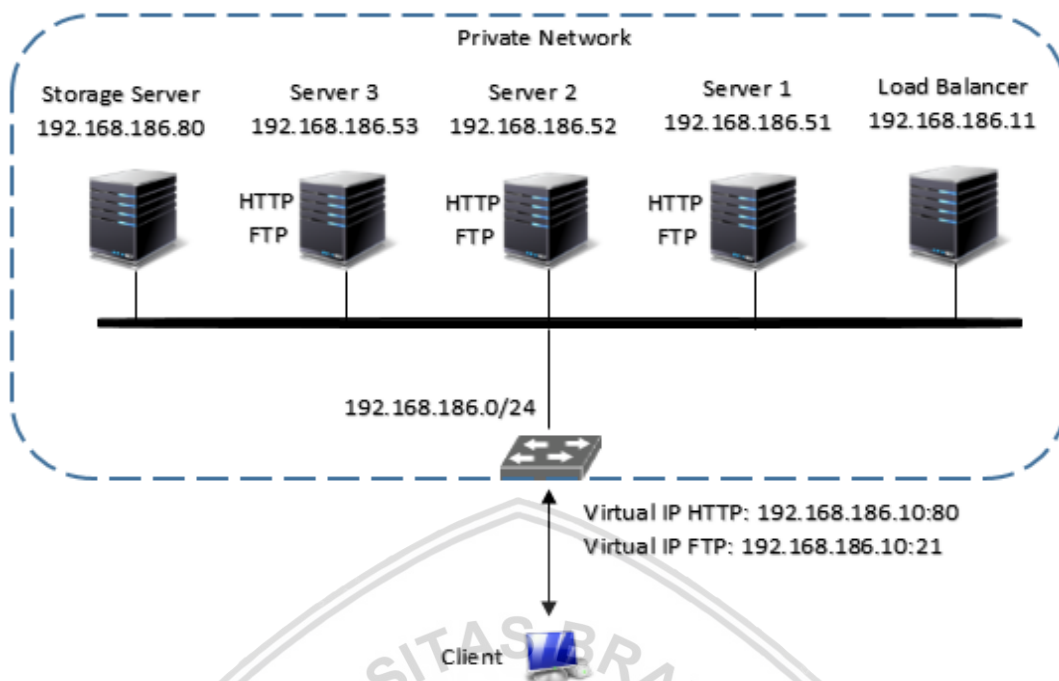 Private Network
Storage Server
192.168.186.80
Server 3
192.168.186.53
HTTP
FTP
Server 2
192.168.186.52
HTTP
FTP
Server 1
192.168.186.51
HTTP
FTP
Load Balancer
192.168.186.11
192.168.186.0/24
Virtual IP HTTP: 192.168.186.10:80
Virtual IP FTP: 192.168.186.10:21
SITAS BRA
Client